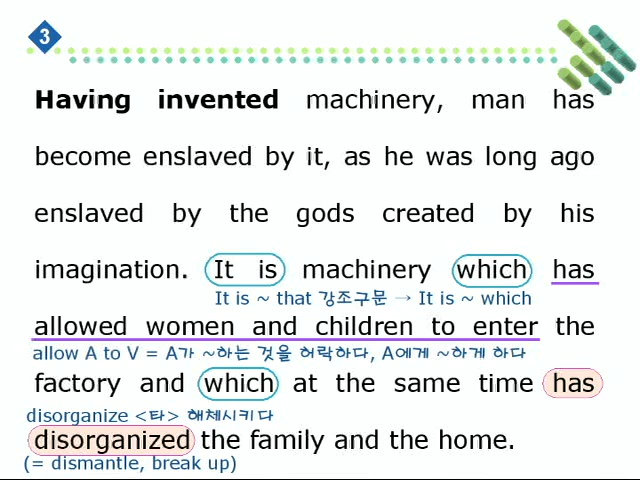 3
Having invented machinery, man has
become enslaved by it, as he was long ago
enslaved by the gods created by his
imagination. It is machinery which has
It is ~ that 강조구문 → It is ~ which
allowed women and children to enter the
allow A to V = A가 ~하는 것을 허락하다, A에게 ~하게 하다
factory and which at the same time has
disorganize <타> 해체시키다
disorganized the family and the home.
(= dismantle, break up)